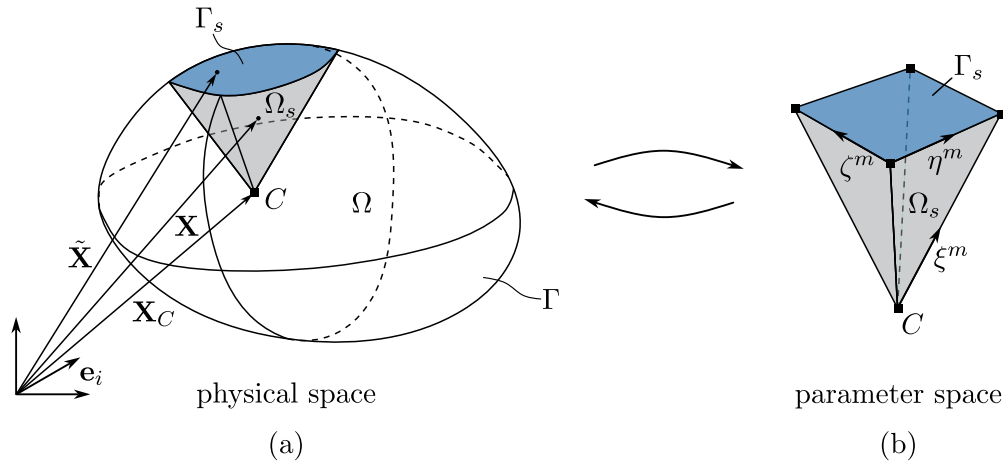 Γ_s
Ω_s
C
Ω
X
X̃
X_C
Γ
e_i
physical space
(a)
Γ_s
ζ^m
η^m
Ω_s
ξ^m
C
parameter space
(b)